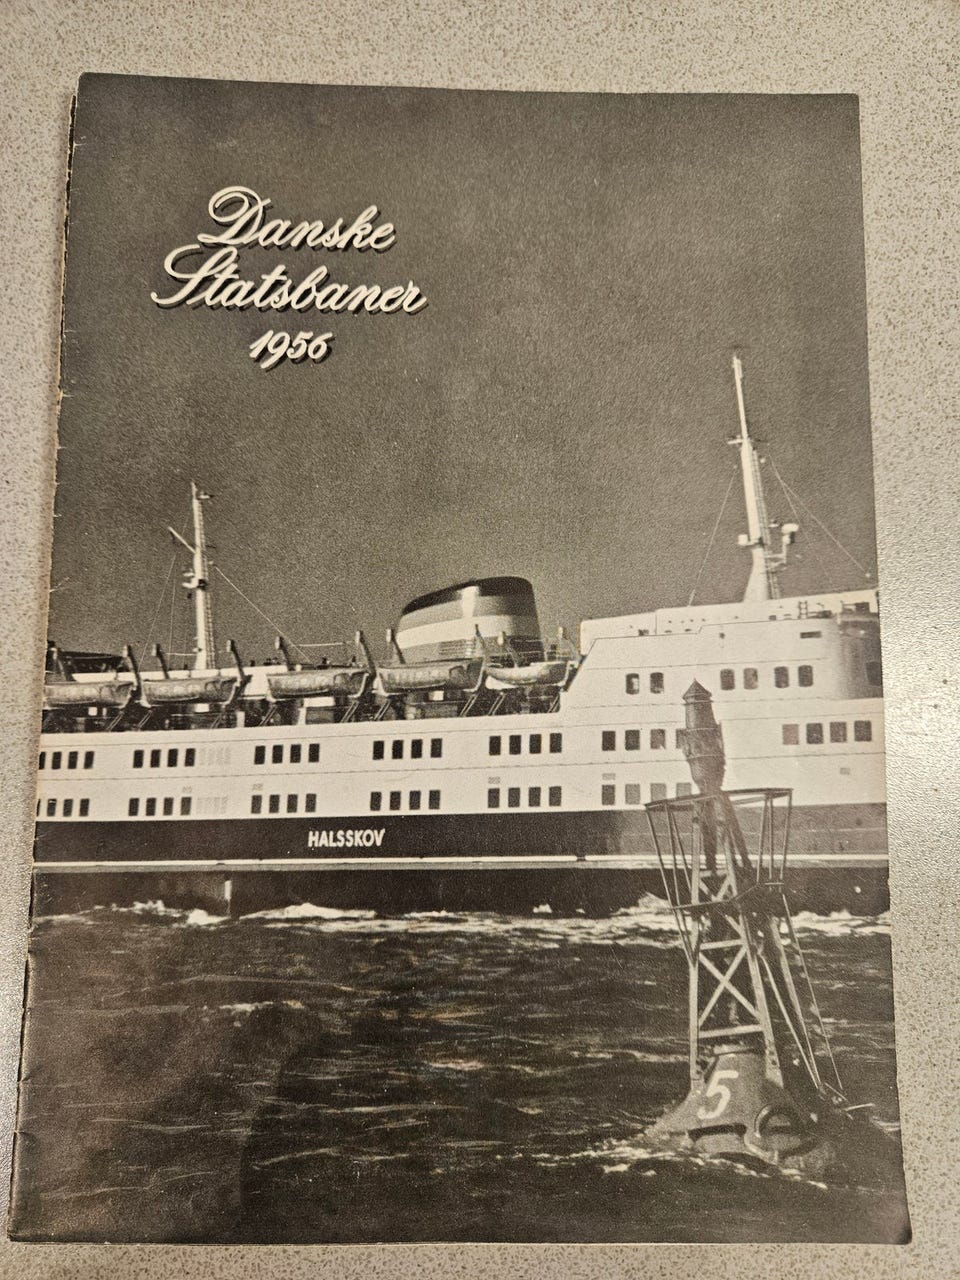 Danske
Statsbaner
1956
HALSSKOV
5